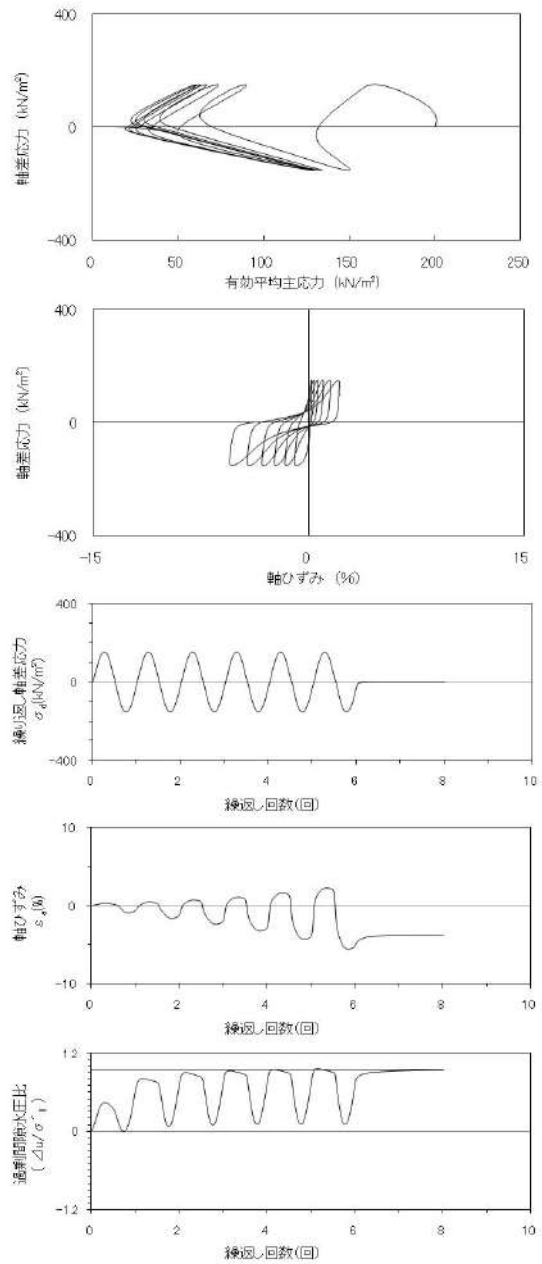 400
0
-400
軸差応力 (kN/m²)
0 50 100 150 200 250
有効平均主応力 (kN/m²)
400
0
-400
軸差応力 (kN/m²)
-15 0 15
軸ひずみ (%)
400
0
-400
繰り返し軸差応力
σd(kN/m²)
0 2 4 6 8 10
繰返し回数(回)
10
0
-10
軸ひずみ
εa(%)
0 2 4 6 8 10
繰返し回数(回)
1.2
0
-1.2
過剰間隙水圧比
0 2 4 6 8 10
繰返し回数(回)